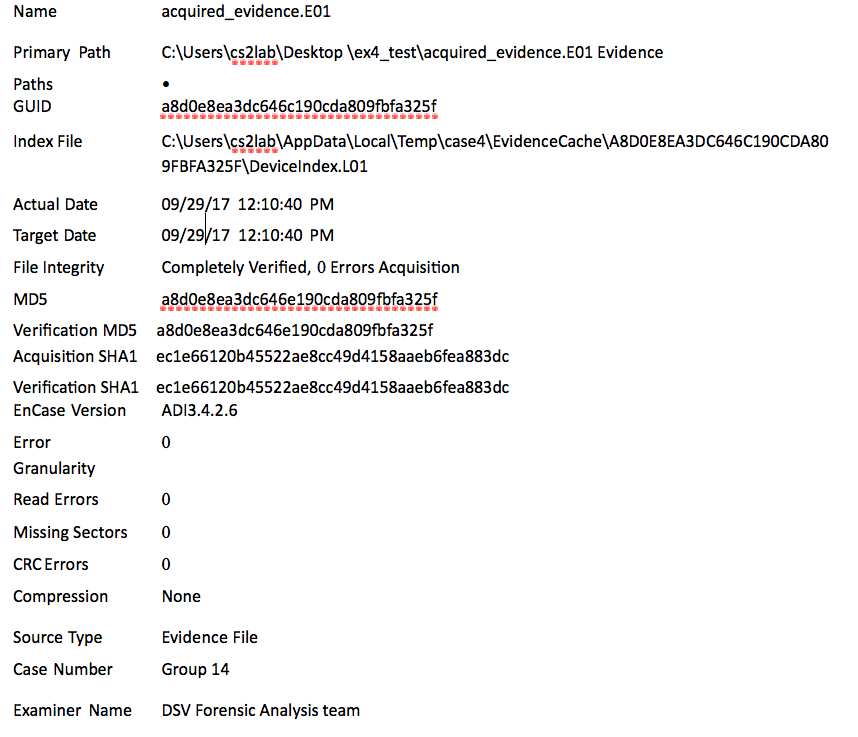 Name acquired_evidence.E01
Primary Path C:\Users\cs2lab\Desktop \ex4_test\acquired_evidence.E01 Evidence
Paths •
GUID a8d0e8ea3dc646c190cda809fbfa325f
Index File C:\Users\cs2lab\AppData\Local\Temp\case4\EvidenceCache\A8D0E8EA3DC646C190CDA80
9FBFA325F\DeviceIndex.L01
Actual Date 09/29/17 12:10:40 PM
Target Date 09/29/17 12:10:40 PM
File Integrity Completely Verified, 0 Errors Acquisition
MD5 a8d0e8ea3dc646e190cda809fbfa325f
Verification MD5 a8d0e8ea3dc646e190cda809fbfa325f
Acquisition SHA1 ec1e66120b45522ae8cc49d4158aaeb6fea883dc
Verification SHA1 ec1e66120b45522ae8cc49d4158aaeb6fea883dc
EnCase Version ADI3.4.2.6
Error 0
Granularity
Read Errors 0
Missing Sectors 0
CRC Errors 0
Compression None
Source Type Evidence File
Case Number Group 14
Examiner Name DSV Forensic Analysis team